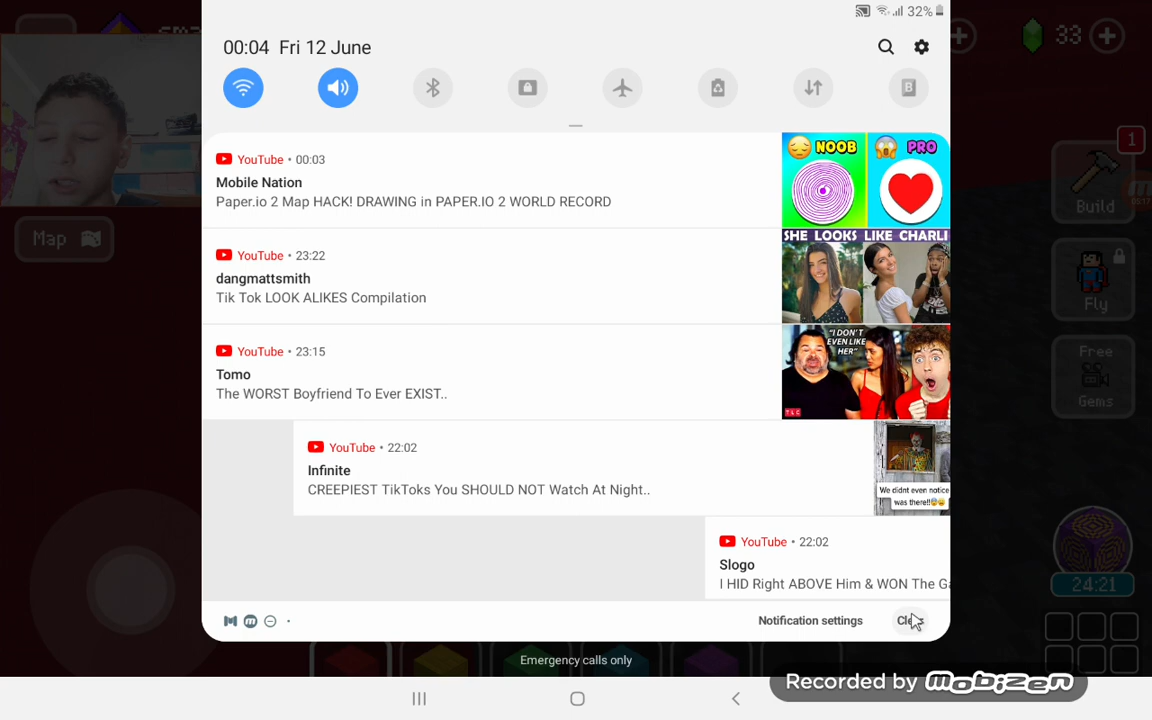 32%
33
00:04 Fri 12 June
YouTube • 00:03
Mobile Nation
Paper.io 2 Map HACK! DRAWING in PAPER.IO 2 WORLD RECORD
NOOB PRO
YouTube • 23:22
dangmattsmith
Tik Tok LOOK ALIKES Compilation
SHE LOOKS LIKE CHARLI
YouTube • 23:15
Tomo
The WORST Boyfriend To Ever EXIST..
"I DON'T
EVEN LIKE
HER"
TLC
YouTube • 22:02
Infinite
CREEPIEST TikToks You SHOULD NOT Watch At Night..
We didnt even notice
was there!!
YouTube • 22:02
Slogo
I HID Right ABOVE Him & WON The Ga
Notification settings
Emergency calls only
Map
1
Build
Fly
Free
Gems
24:21
Recorded by mobizen